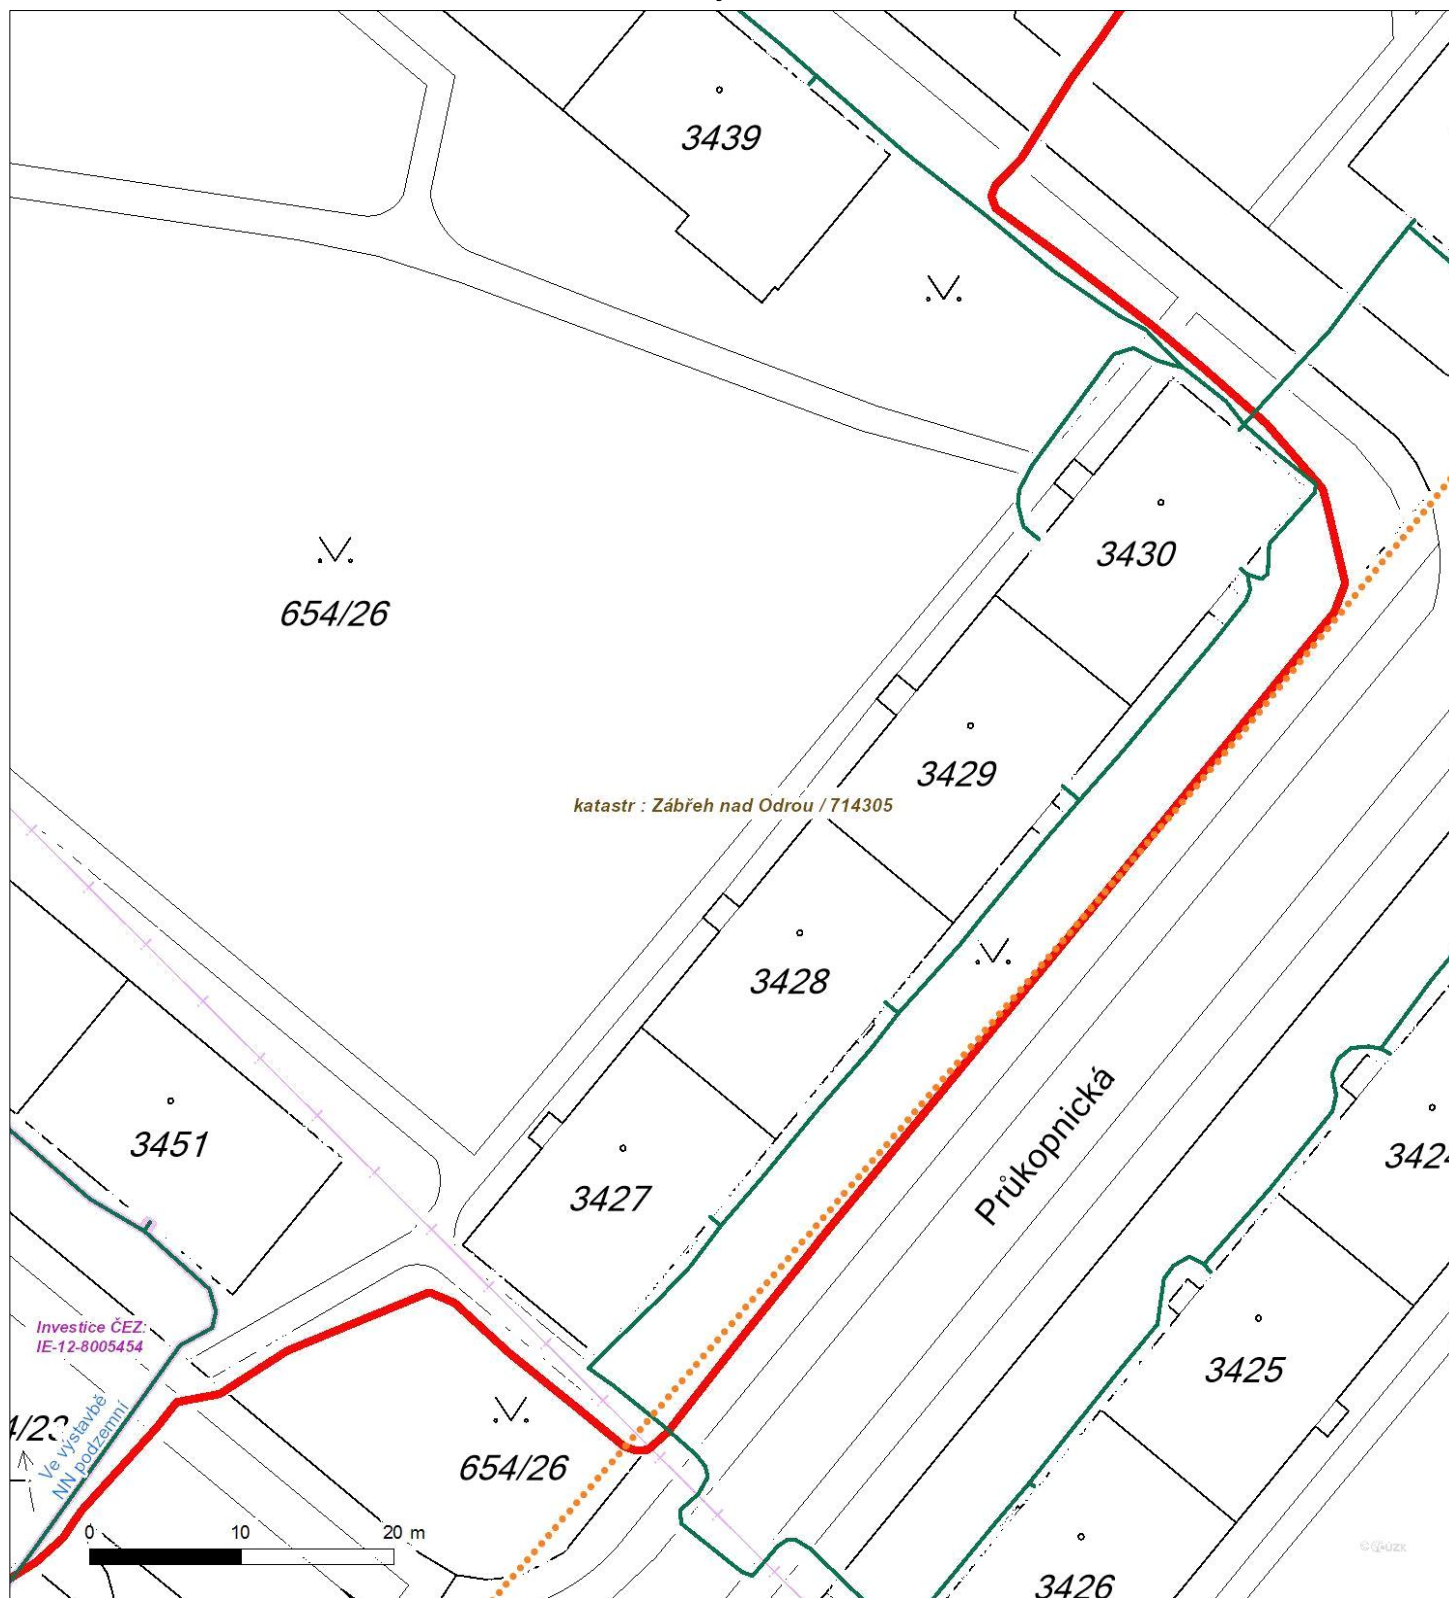 3439
3430
654/26
3429
katastr : Zábřeh nad Odrou / 714305
3428
Průkopnická
3451
3427
Investice ČEZ:
IE-12-8005454
3425
Ve výstavbě
NN podzemní
654/26
0 10 20 m
3426